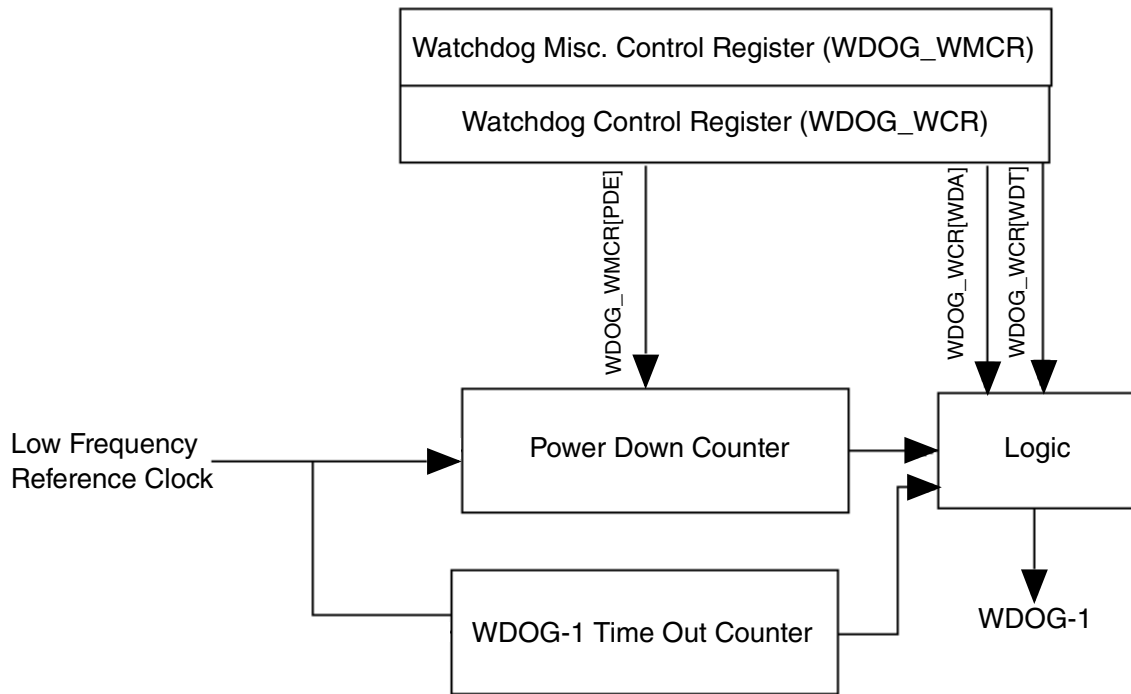 Watchdog Misc. Control Register (WDOG_WMCR)
Watchdog Control Register (WDOG_WCR)
WDOG_WMCR[PDE]
WDOG_WCR[WDA]
WDOG_WCR[WDT]
Low Frequency
Reference Clock
Power Down Counter
Logic
WDOG-1 Time Out Counter
WDOG-1